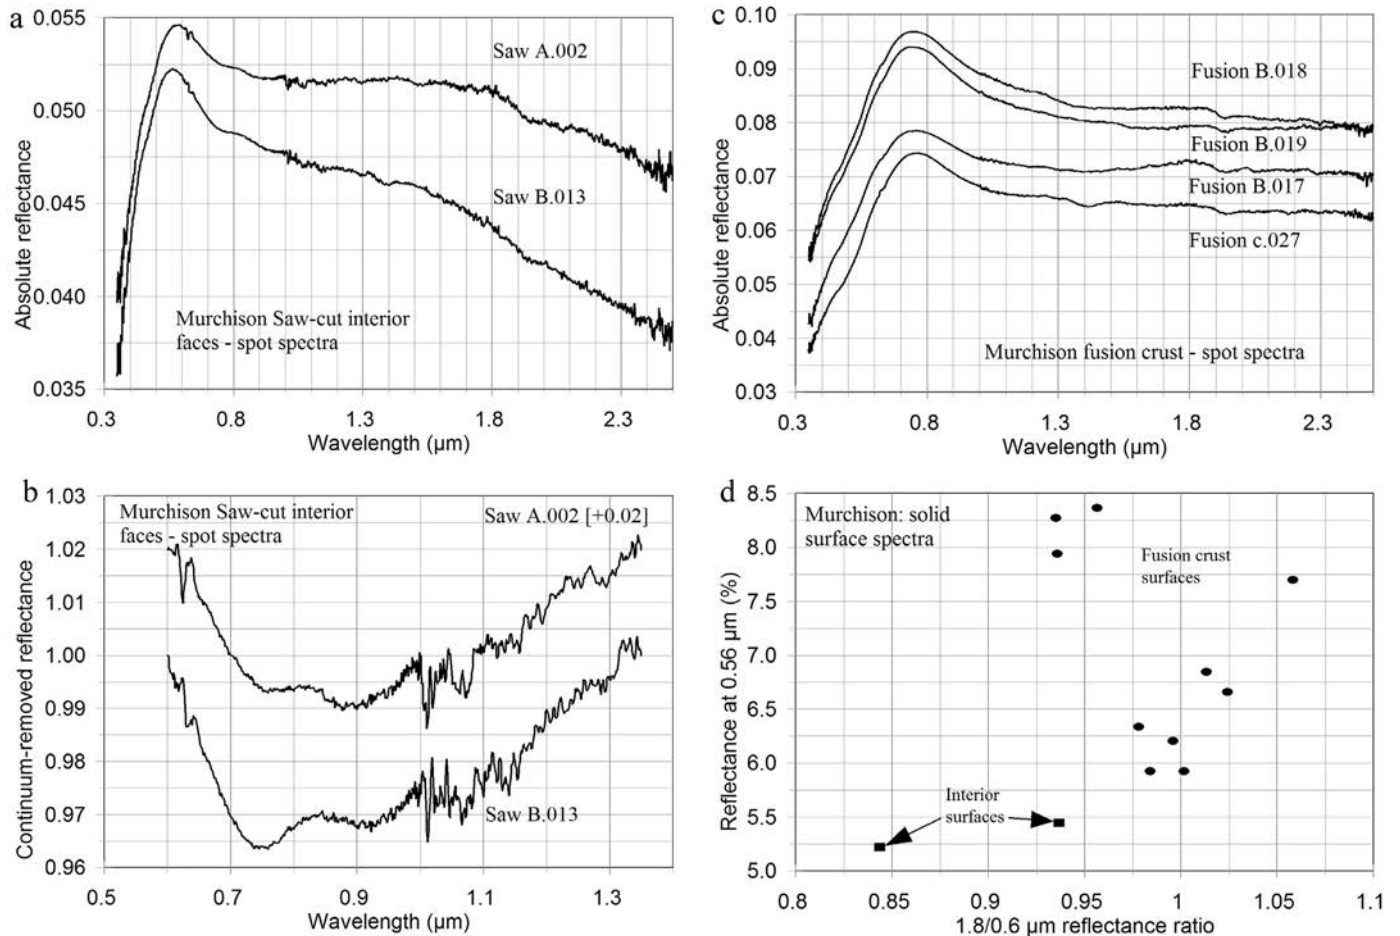 a
0.055
0.050
0.045
0.040
0.035
Absolute reflectance
Saw A.002
Saw B.013
Murchison Saw-cut interior
faces - spot spectra
0.3
0.8
1.3
1.8
2.3
Wavelength (µm)
c
0.10
0.09
0.08
0.07
0.06
0.05
0.04
0.03
Absolute reflectance
Fusion B.018
Fusion B.019
Fusion B.017
Fusion c.027
Murchison fusion crust - spot spectra
0.3
0.8
1.3
1.8
2.3
Wavelength (µm)
b
1.03
1.02
1.01
1.00
0.99
0.98
0.97
0.96
Continuum-removed reflectance
Murchison Saw-cut interior
faces - spot spectra
Saw A.002 [+0.02]
Saw B.013
0.5
0.7
0.9
1.1
1.3
Wavelength (µm)
d
8.5
8.0
7.5
7.0
6.5
6.0
5.5
5.0
Reflectance at 0.56 µm (%)
Murchison: solid
surface spectra
Fusion crust
surfaces
Interior
surfaces
0.8
0.85
0.9
0.95
1
1.05
1.1
1.8/0.6 µm reflectance ratio